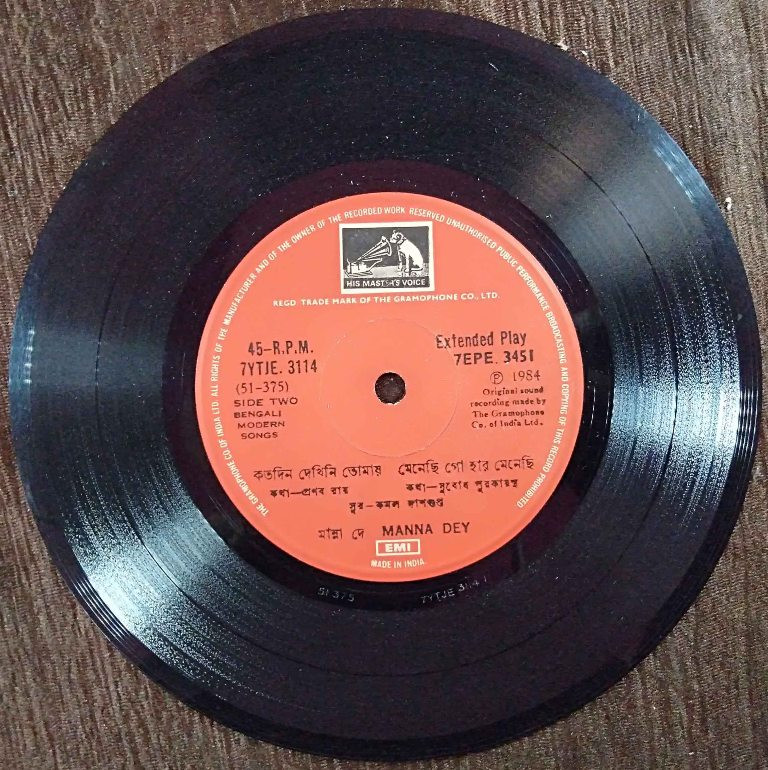 THE GRAMOPHONE CO. OF INDIA LTD. ALL RIGHTS OF THE MANUFACTURER AND OF THE OWNER OF THE RECORDED WORK RESERVED UNAUTHORISED PUBLIC PERFORMANCE BROADCASTING AND COPYING OF THIS RECORD PROHIBITED
HIS MASTER'S VOICE
REGD. TRADE MARK OF THE GRAMOPHONE CO., LTD.
45-R.P.M.
7YTJE. 3114
(51-375)
SIDE TWO
BENGALI
MODERN
SONGS
Extended Play
7EPE. 3451
Ⓟ 1984
Original sound
recording made by
The Gramophone
Co. of India Ltd.
কতদিন দেখিনি তোমায় মেনেছি গো হার মেনেছি
কথা—প্রণব রায় কথা—সুবোধ পুরকায়স্থ
সুর—কমল দাশগুপ্ত
মান্না দে MANNA DEY
EMI
MADE IN INDIA.
51 375